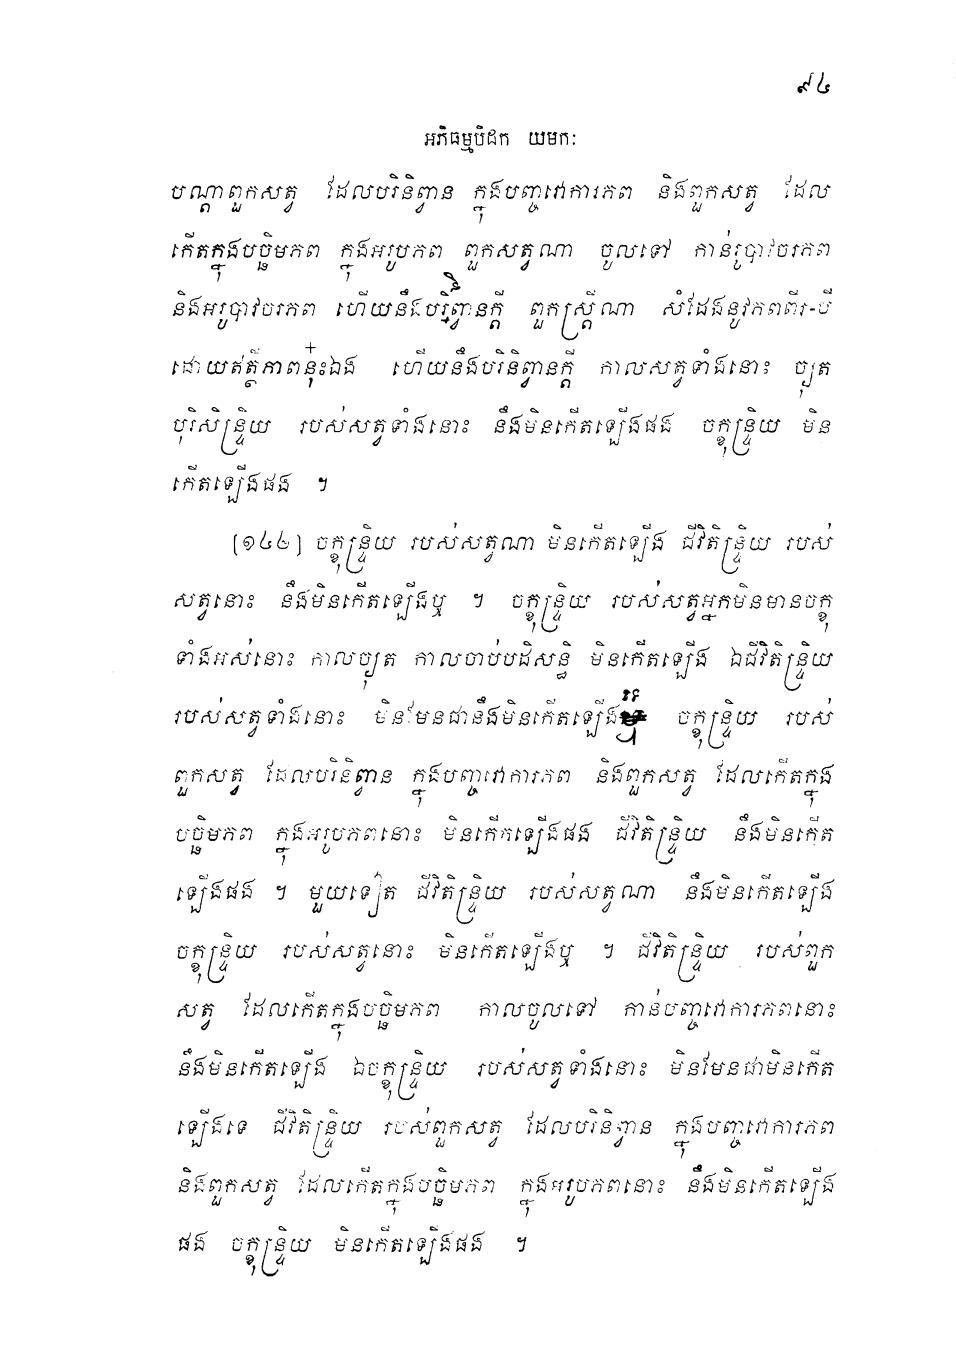 ៩៤
អភិធម្មបិដក យមកៈ
បណ្តាពួកសត្វ ដែលបរិនិព្វាន ក្នុងបញ្ចវោការភព និងពួកសត្វ ដែល
កើតក្នុងបច្ឆិមភព ក្នុងអរូបភព ពួកសត្វណា ចូលទៅ កាន់រូបាវចរភព
និងអរូបាវចរភព ហើយនឹងបរិនិព្វានក្តី ពួកស្ត្រីណា សំដែងនូវភពពីរ-បី
ដោយឥត្ថីភាពនុ៎ះឯង ហើយនឹងបរិនិព្វានក្តី កាលសត្វទាំងនោះ ច្យុត
បុរិសិន្ទ្រិយ របស់សត្វទាំងនោះ នឹងមិនកើតឡើងផង ចក្ខុន្ទ្រិយ មិន
កើតឡើងផង ។
[១៤៤] ចក្ខុន្ទ្រិយ របស់សត្វណា មិនកើតឡើង ជីវិតិន្ទ្រិយ របស់
សត្វនោះ នឹងមិនកើតឡើងឬ ។ ចក្ខុន្ទ្រិយ របស់សត្វអ្នកមិនមានចក្ខុ
ទាំងអស់នោះ កាលច្យុត កាលចាប់បដិសន្ធិ មិនកើតឡើង ឯជីវិតិន្ទ្រិយ
របស់សត្វទាំងនោះ មិនមែនជានឹងមិនកើតឡើងទេ ចក្ខុន្ទ្រិយ របស់
ពួកសត្វ ដែលបរិនិព្វាន ក្នុងបញ្ចវោការភព និងពួកសត្វ ដែលកើតក្នុង
បច្ឆិមភព ក្នុងអរូបភពនោះ មិនកើតឡើងផង ជីវិតិន្ទ្រិយ នឹងមិនកើត
ឡើងផង ។ មួយទៀត ជីវិតិន្ទ្រិយ របស់សត្វណា នឹងមិនកើតឡើង
ចក្ខុន្ទ្រិយ របស់សត្វនោះ មិនកើតឡើងឬ ។ ជីវិតិន្ទ្រិយ របស់ពួក
សត្វ ដែលកើតក្នុងបច្ឆិមភព កាលចូលទៅ កាន់បញ្ចវោការភពនោះ
នឹងមិនកើតឡើង ឯចក្ខុន្ទ្រិយ របស់សត្វទាំងនោះ មិនមែនជាមិនកើត
ឡើងទេ ជីវិតិន្ទ្រិយ របស់ពួកសត្វ ដែលបរិនិព្វាន ក្នុងបញ្ចវោការភព
និងពួកសត្វ ដែលកើតក្នុងបច្ឆិមភព ក្នុងអរូបភពនោះ នឹងមិនកើតឡើង
ផង ចក្ខុន្ទ្រិយ មិនកើតឡើងផង ។